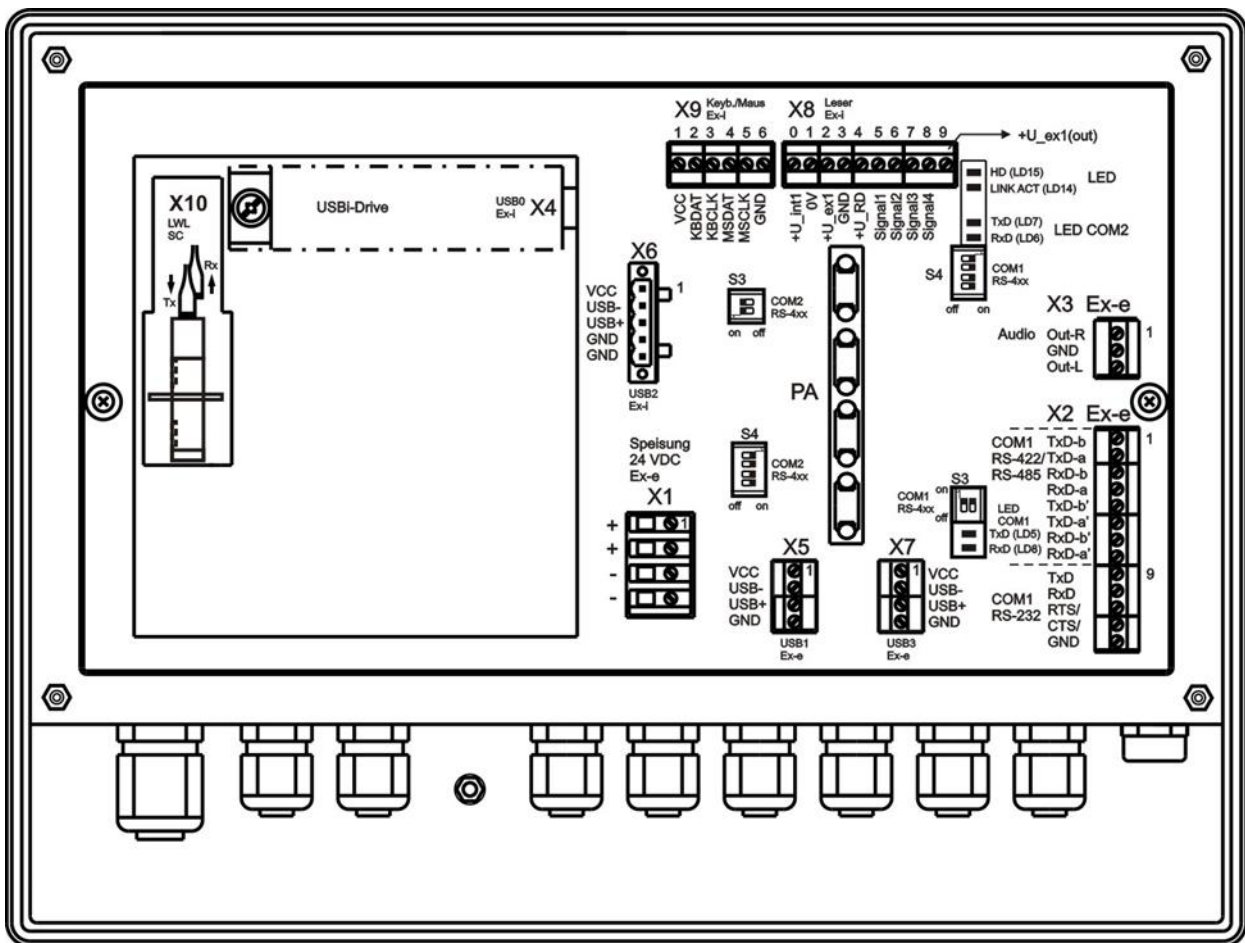 X9 Keyb./Maus
Ex-i
1 2 3 4 5 6
VCC
KBDAT
KBCLK
MSDAT
MSCLK
GND
X8 Leser
Ex-i
0 1 2 3 4 5 6 7 8 9
+U_ex1(out)
+U_int1
0V
+U_ex1
GND
+U_RD
Signal1
Signal2
Signal3
Signal4
HD (LD15)
LINK ACT (LD14)
LED
TxD (LD7)
RxD (LD6)
LED COM2
S4
COM1
RS-4xx
off on
X10
LWL
SC
Rx
Tx
USBi-Drive
USB0
Ex-i
X4
X6
1
VCC
USB-
USB+
GND
GND
USB2
Ex-i
S3
COM2
RS-4xx
on off
PA
X3 Ex-e
Audio Out-R 1
GND
Out-L
X2 Ex-e
COM1 TxD-b 1
RS-422/ TxD-a
RS-485 RxD-b
RxD-a
TxD-b'
TxD-a'
RxD-b'
RxD-a'
TxD 9
COM1 RxD
RS-232 RTS/
CTS/
GND
Speisung
24 VDC
Ex-e
X1
+ 1
+
-
-
S4
COM2
RS-4xx
off on
S3
on
COM1
RS-4xx
off
LED
COM1
TxD (LD5)
RxD (LD8)
X5
VCC 1
USB-
USB+
GND
USB1
Ex-e
X7
1 VCC
USB-
USB+
GND
USB3
Ex-e